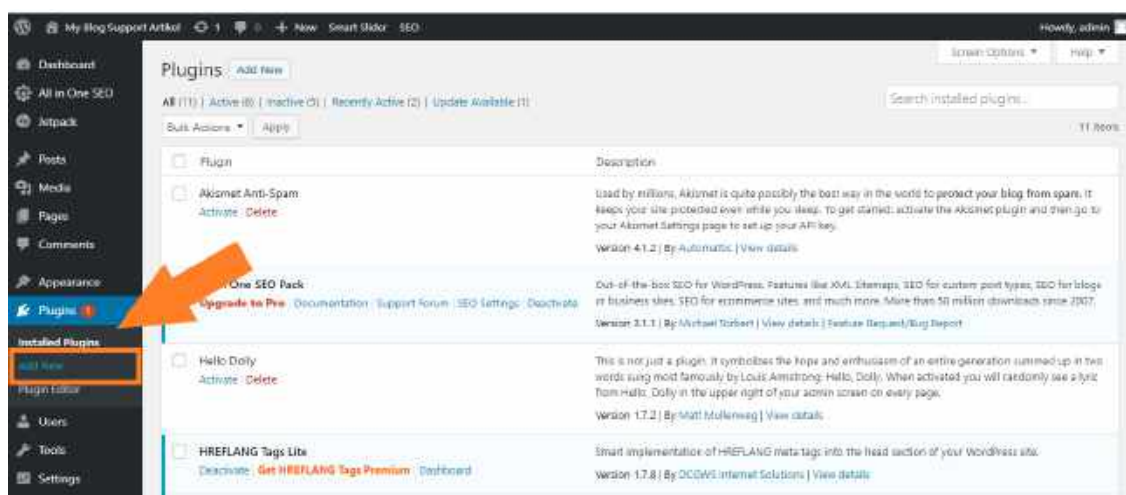 My Blog Support Artikel 1 0 + New Smart Slider SEO Howdy, admin
Screen Options Help
Dashboard
All in One SEO
Jetpack
Posts
Media
Pages
Comments
Appearance
Plugins 1
Installed Plugins
Add New
Plugin Editor
Users
Tools
Settings
Plugins Add New
All (11) | Active (6) | Inactive (5) | Recently Active (2) | Update Available (1)
Search installed plugins...
Bulk Actions Apply
11 items
Plugin Description
Akismet Anti-Spam
Activate | Delete
Used by millions, Akismet is quite possibly the best way in the world to protect your blog from spam. It
keeps your site protected even while you sleep. To get started: activate the Akismet plugin and then go to
your Akismet Settings page to set up your API key.
Version 4.1.2 | By Automattic | View details
One SEO Pack
Upgrade to Pro | Documentation | Support Forum | SEO Settings | Deactivate
Out-of-the-box SEO for WordPress. Features like XML Sitemaps, SEO for custom post types, SEO for blogs
or business sites, SEO for ecommerce sites, and much more. More than 50 million downloads since 2007.
Version 3.1.1 | By Michael Torbert | View details | Feature Request/Bug Report
Hello Dolly
Activate | Delete
This is not just a plugin, it symbolizes the hope and enthusiasm of an entire generation summed up in two
words sung most famously by Louis Armstrong: Hello, Dolly. When activated you will randomly see a lyric
from Hello, Dolly in the upper right of your admin screen on every page.
Version 1.7.2 | By Matt Mullenweg | View details
HREFLANG Tags Lite
Deactivate | Get HREFLANG Tags Premium | Dashboard
Smart implementation of HREFLANG meta tags into the head section of your WordPress site.
Version 1.7.8 | By DCGWS Internet Solutions | View details